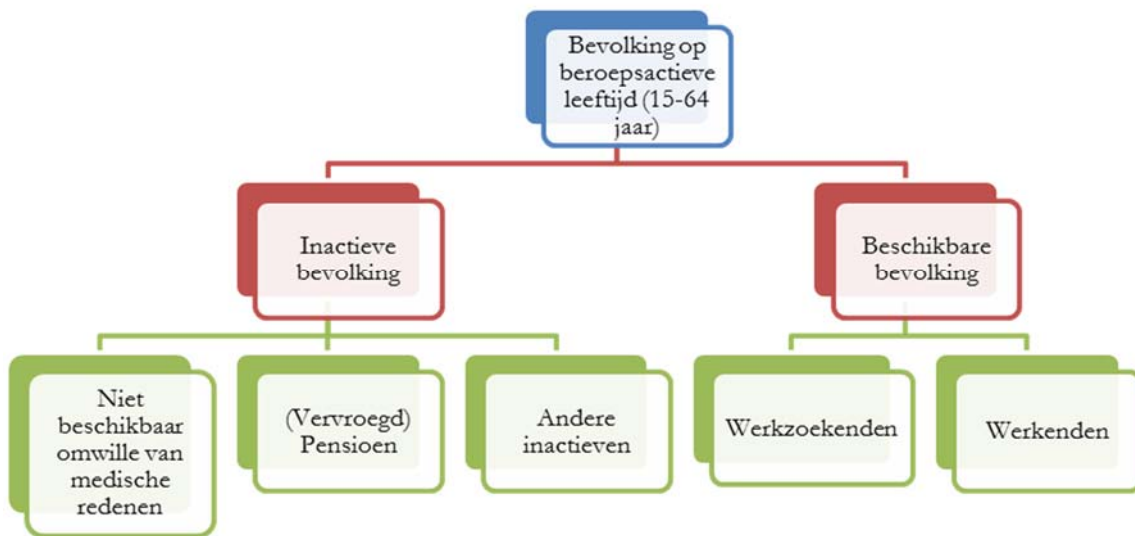 Bevolking op
beroepsactieve
leeftijd (15-64
jaar)
Inactieve
bevolking
Beschikbare
bevolking
Niet
beschikbaar
omwille van
medische
redenen
(Vervroegd)
Pensioen
Andere
inactieven
Werkzoekenden
Werkenden